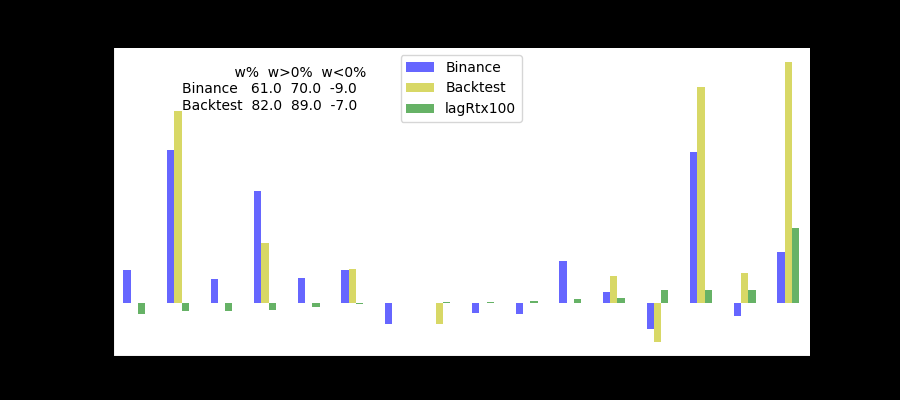 w% w>0% w<0%
Binance 61.0 70.0 -9.0
Backtest 82.0 89.0 -7.0
Binance
Backtest
lagRtx100